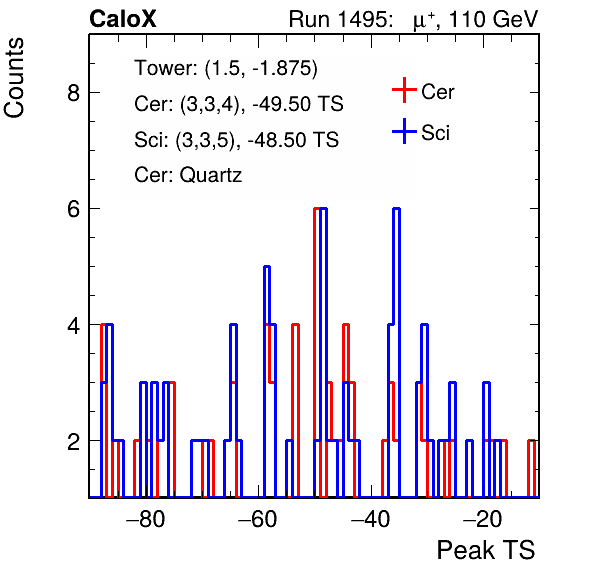 CaloX
Run 1495: μ⁺, 110 GeV
Counts
Tower: (1.5, -1.875)
Cer: (3,3,4), -49.50 TS
Sci: (3,3,5), -48.50 TS
Cer: Quartz
Cer
Sci
8
6
4
2
−80 −60 −40 −20
Peak TS